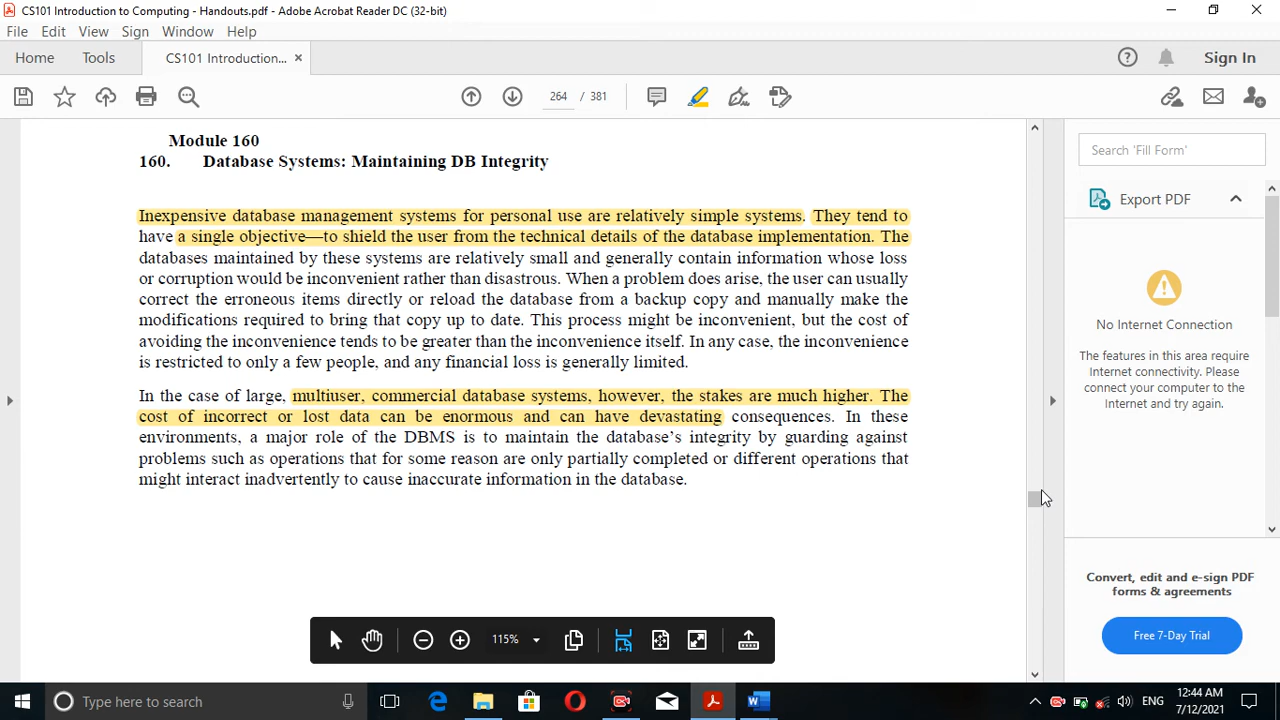 CS101 Introduction to Computing - Handouts.pdf - Adobe Acrobat Reader DC (32-bit)
File Edit View Sign Window Help
Home Tools CS101 Introduction... × Sign In
264 / 381
Search 'Fill Form'
Export PDF
No Internet Connection
The features in this area require
Internet connectivity. Please
connect your computer to the
Internet and try again.
Convert, edit and e-sign PDF
forms & agreements
Free 7-Day Trial
Module 160
160. Database Systems: Maintaining DB Integrity
Inexpensive database management systems for personal use are relatively simple systems. They tend to
have a single objective—to shield the user from the technical details of the database implementation. The
databases maintained by these systems are relatively small and generally contain information whose loss
or corruption would be inconvenient rather than disastrous. When a problem does arise, the user can usually
correct the erroneous items directly or reload the database from a backup copy and manually make the
modifications required to bring that copy up to date. This process might be inconvenient, but the cost of
avoiding the inconvenience tends to be greater than the inconvenience itself. In any case, the inconvenience
is restricted to only a few people, and any financial loss is generally limited.
In the case of large, multiuser, commercial database systems, however, the stakes are much higher. The
cost of incorrect or lost data can be enormous and can have devastating consequences. In these
environments, a major role of the DBMS is to maintain the database's integrity by guarding against
problems such as operations that for some reason are only partially completed or different operations that
might interact inadvertently to cause inaccurate information in the database.
115%
Type here to search
ENG
12:44 AM
7/12/2021